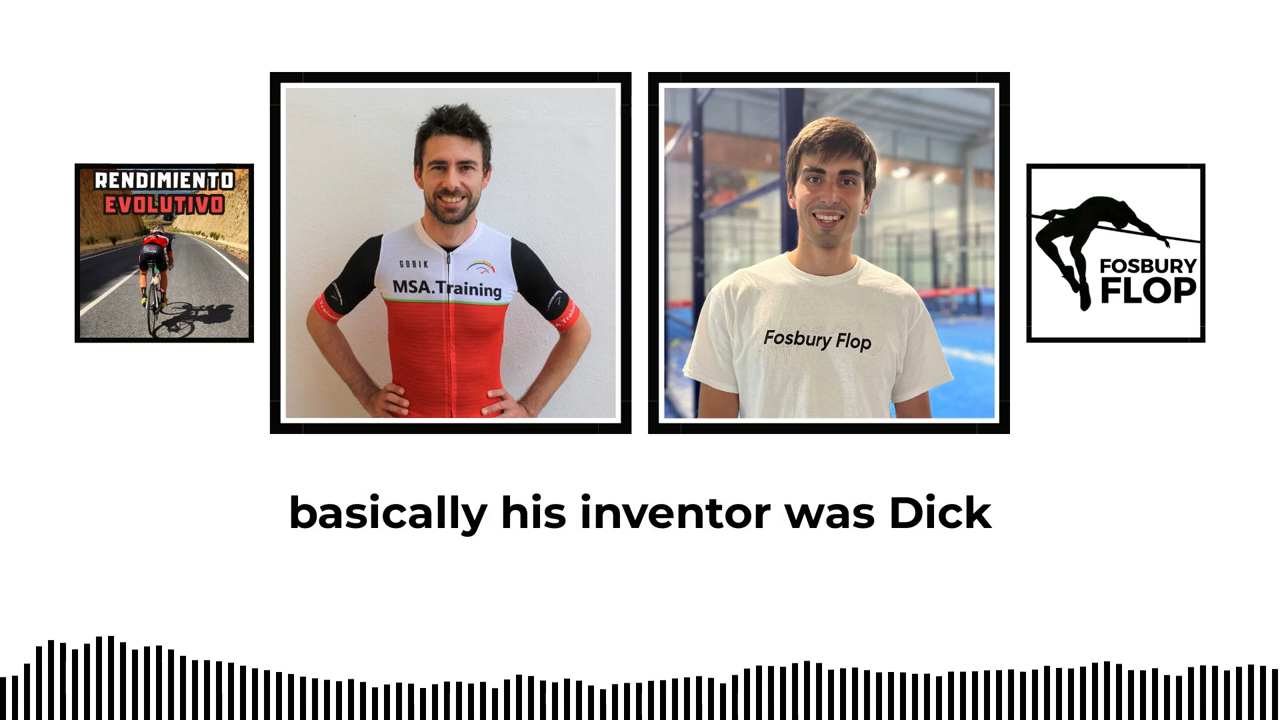 RENDIMIENTO
EVOLUTIVO
GOBIK
MSA.Training
Fosbury Flop
FOSBURY
FLOP
basically his inventor was Dick